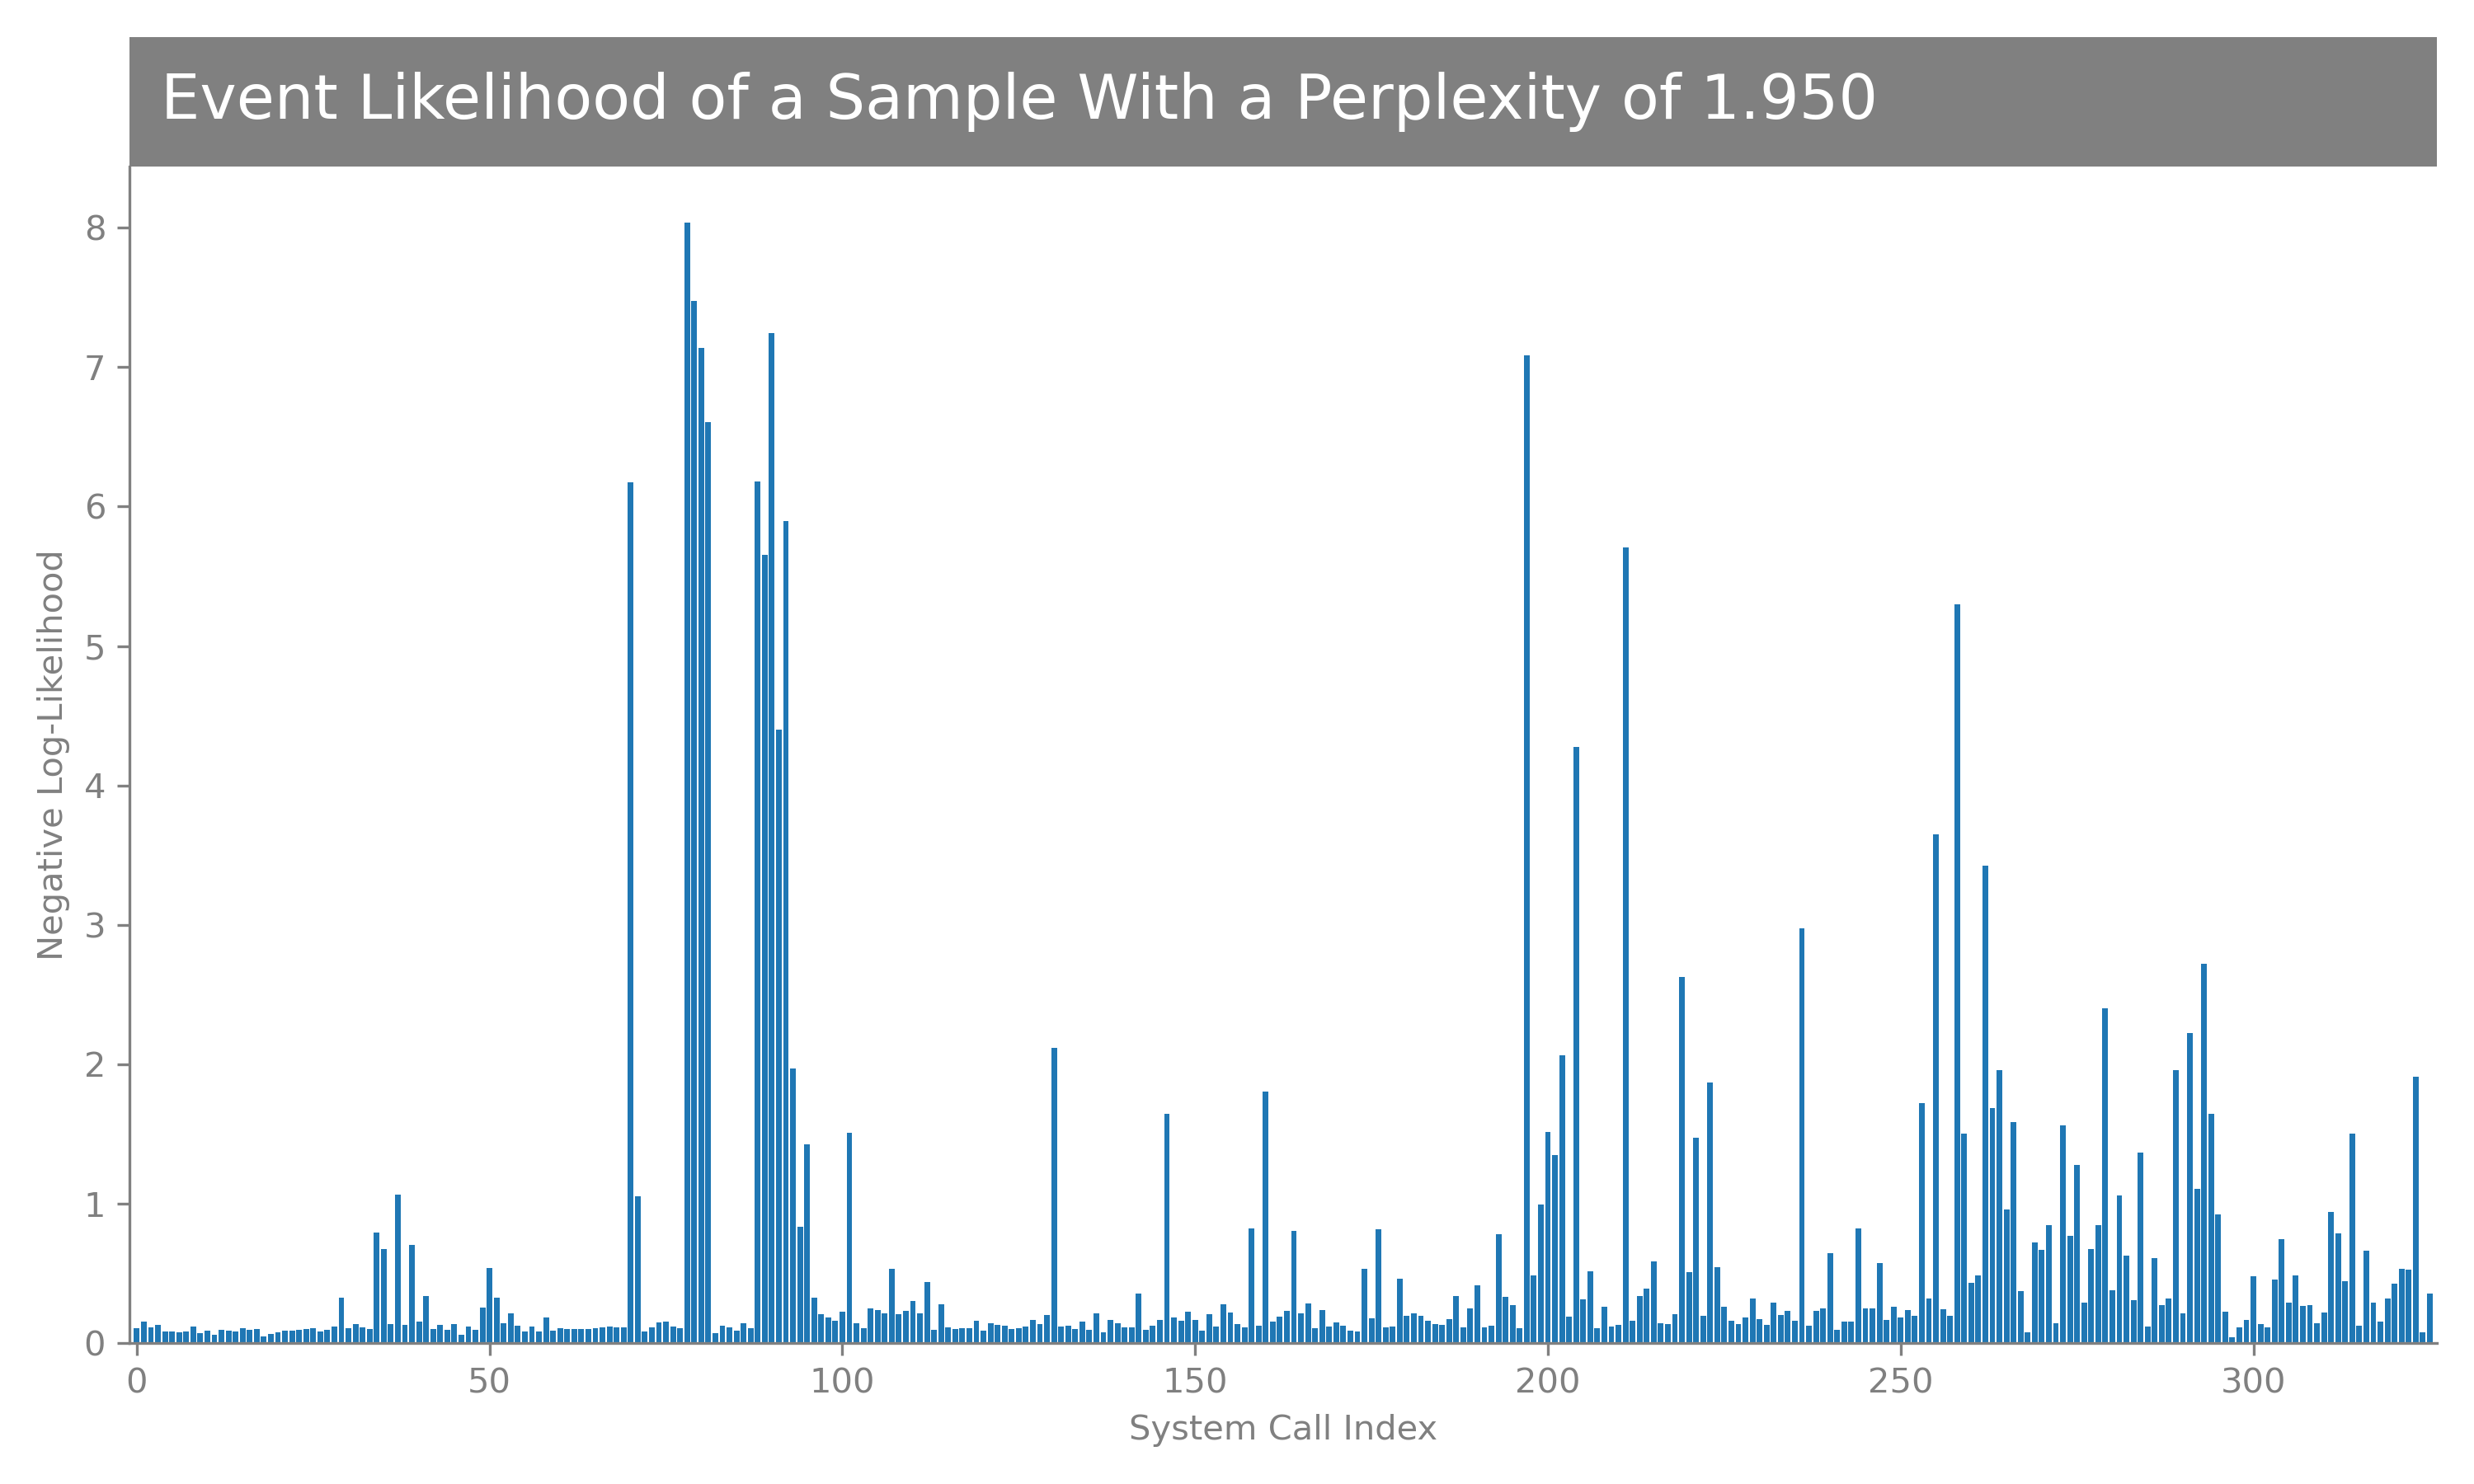 Event Likelihood of a Sample With a Perplexity of 1.950
8
7
6
5
4
3
2
1
0
Negative Log-Likelihood
0 50 100 150 200 250 300
System Call Index